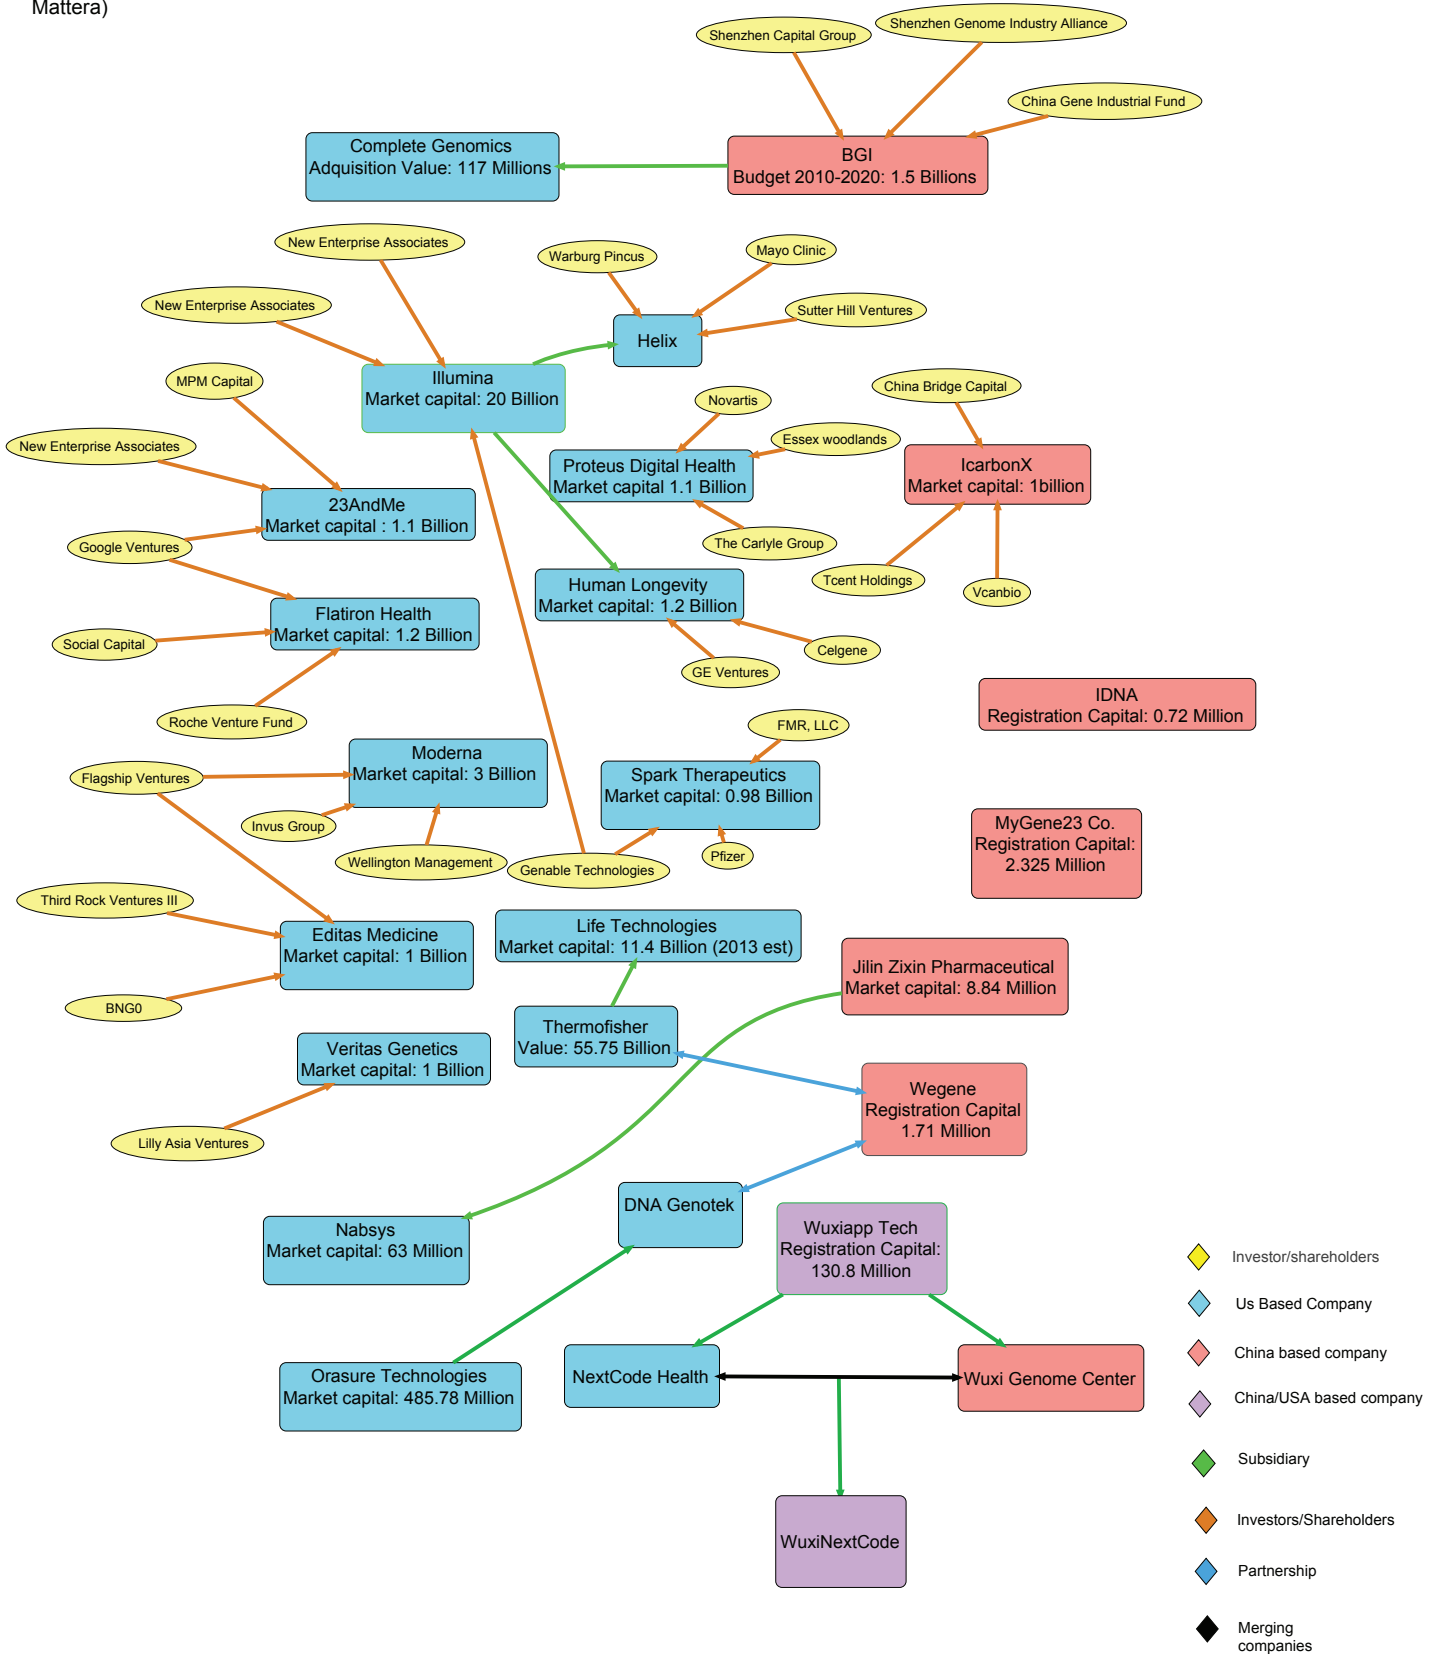 Mattera)
Shenzhen Capital Group
Shenzhen Genome Industry Alliance
China Gene Industrial Fund
Complete Genomics
Adquisition Value: 117 Millions
BGI
Budget 2010-2020: 1.5 Billions
New Enterprise Associates
Warburg Pincus
Mayo Clinic
New Enterprise Associates
Sutter Hill Ventures
Helix
Illumina
Market capital: 20 Billion
MPM Capital
Novartis
China Bridge Capital
New Enterprise Associates
Essex woodlands
Proteus Digital Health
Market capital 1.1 Billion
IcarbonX
Market capital: 1billion
23AndMe
Market capital : 1.1 Billion
Google Ventures
The Carlyle Group
Tcent Holdings
Vcanbio
Human Longevity
Market capital: 1.2 Billion
Flatiron Health
Market capital: 1.2 Billion
Social Capital
Celgene
GE Ventures
Roche Venture Fund
IDNA
Registration Capital: 0.72 Million
FMR, LLC
Moderna
Market capital: 3 Billion
Flagship Ventures
Spark Therapeutics
Market capital: 0.98 Billion
Invus Group
MyGene23 Co.
Registration Capital:
2.325 Million
Wellington Management
Genable Technologies
Pfizer
Third Rock Ventures III
Life Technologies
Market capital: 11.4 Billion (2013 est)
Editas Medicine
Market capital: 1 Billion
Jilin Zixin Pharmaceutical
Market capital: 8.84 Million
BNG0
Thermofisher
Value: 55.75 Billion
Veritas Genetics
Market capital: 1 Billion
Wegene
Registration Capital
1.71 Million
Lilly Asia Ventures
DNA Genotek
Nabsys
Market capital: 63 Million
Wuxiapp Tech
Registration Capital:
130.8 Million
Investor/shareholders
Us Based Company
China based company
China/USA based company
Orasure Technologies
Market capital: 485.78 Million
NextCode Health
Wuxi Genome Center
Subsidiary
Investors/Shareholders
WuxiNextCode
Partnership
Merging
companies